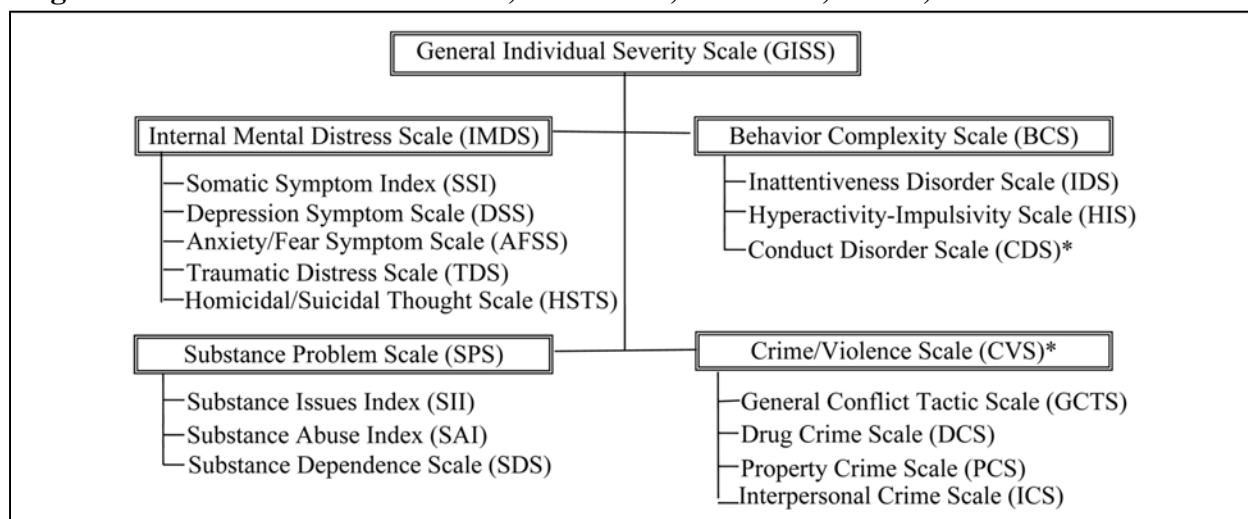 General Individual Severity Scale (GISS)
Internal Mental Distress Scale (IMDS)
Somatic Symptom Index (SSI)
Depression Symptom Scale (DSS)
Anxiety/Fear Symptom Scale (AFSS)
Traumatic Distress Scale (TDS)
Homicidal/Suicidal Thought Scale (HSTS)
Behavior Complexity Scale (BCS)
Inattentiveness Disorder Scale (IDS)
Hyperactivity-Impulsivity Scale (HIS)
Conduct Disorder Scale (CDS)*
Substance Problem Scale (SPS)
Substance Issues Index (SII)
Substance Abuse Index (SAI)
Substance Dependence Scale (SDS)
Crime/Violence Scale (CVS)*
General Conflict Tactic Scale (GCTS)
Drug Crime Scale (DCS)
Property Crime Scale (PCS)
Interpersonal Crime Scale (ICS)